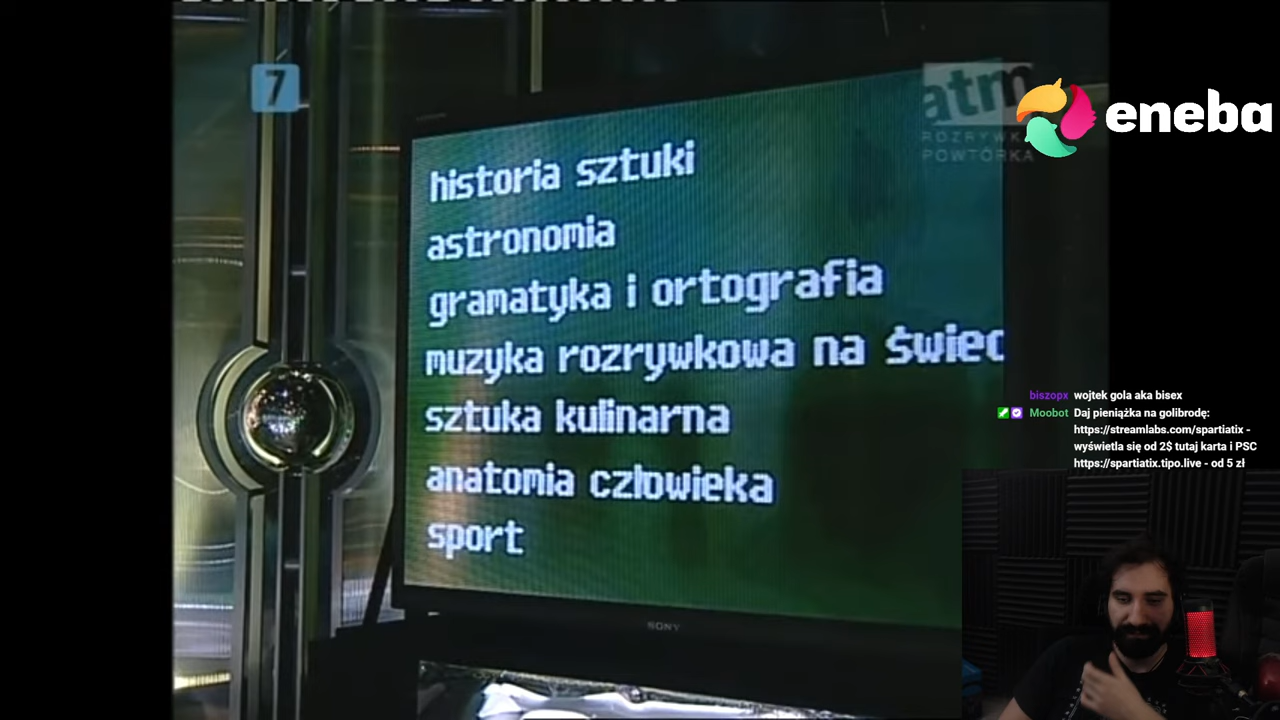 7
atm
ROZRYWKA
POWTÓRKA
eneba
historia sztuki
astronomia
gramatyka i ortografia
muzyka rozrywkowa na świec
sztuka kulinarna
anatomia człowieka
sport
SONY
biszopx wojtek gola aka bisex
Moobot Daj pieniążka na golibrodę:
https://streamlabs.com/spartiatix -
wyświetla się od 2$ tutaj karta i PSC
https://spartiatix.tipo.live - od 5 zł